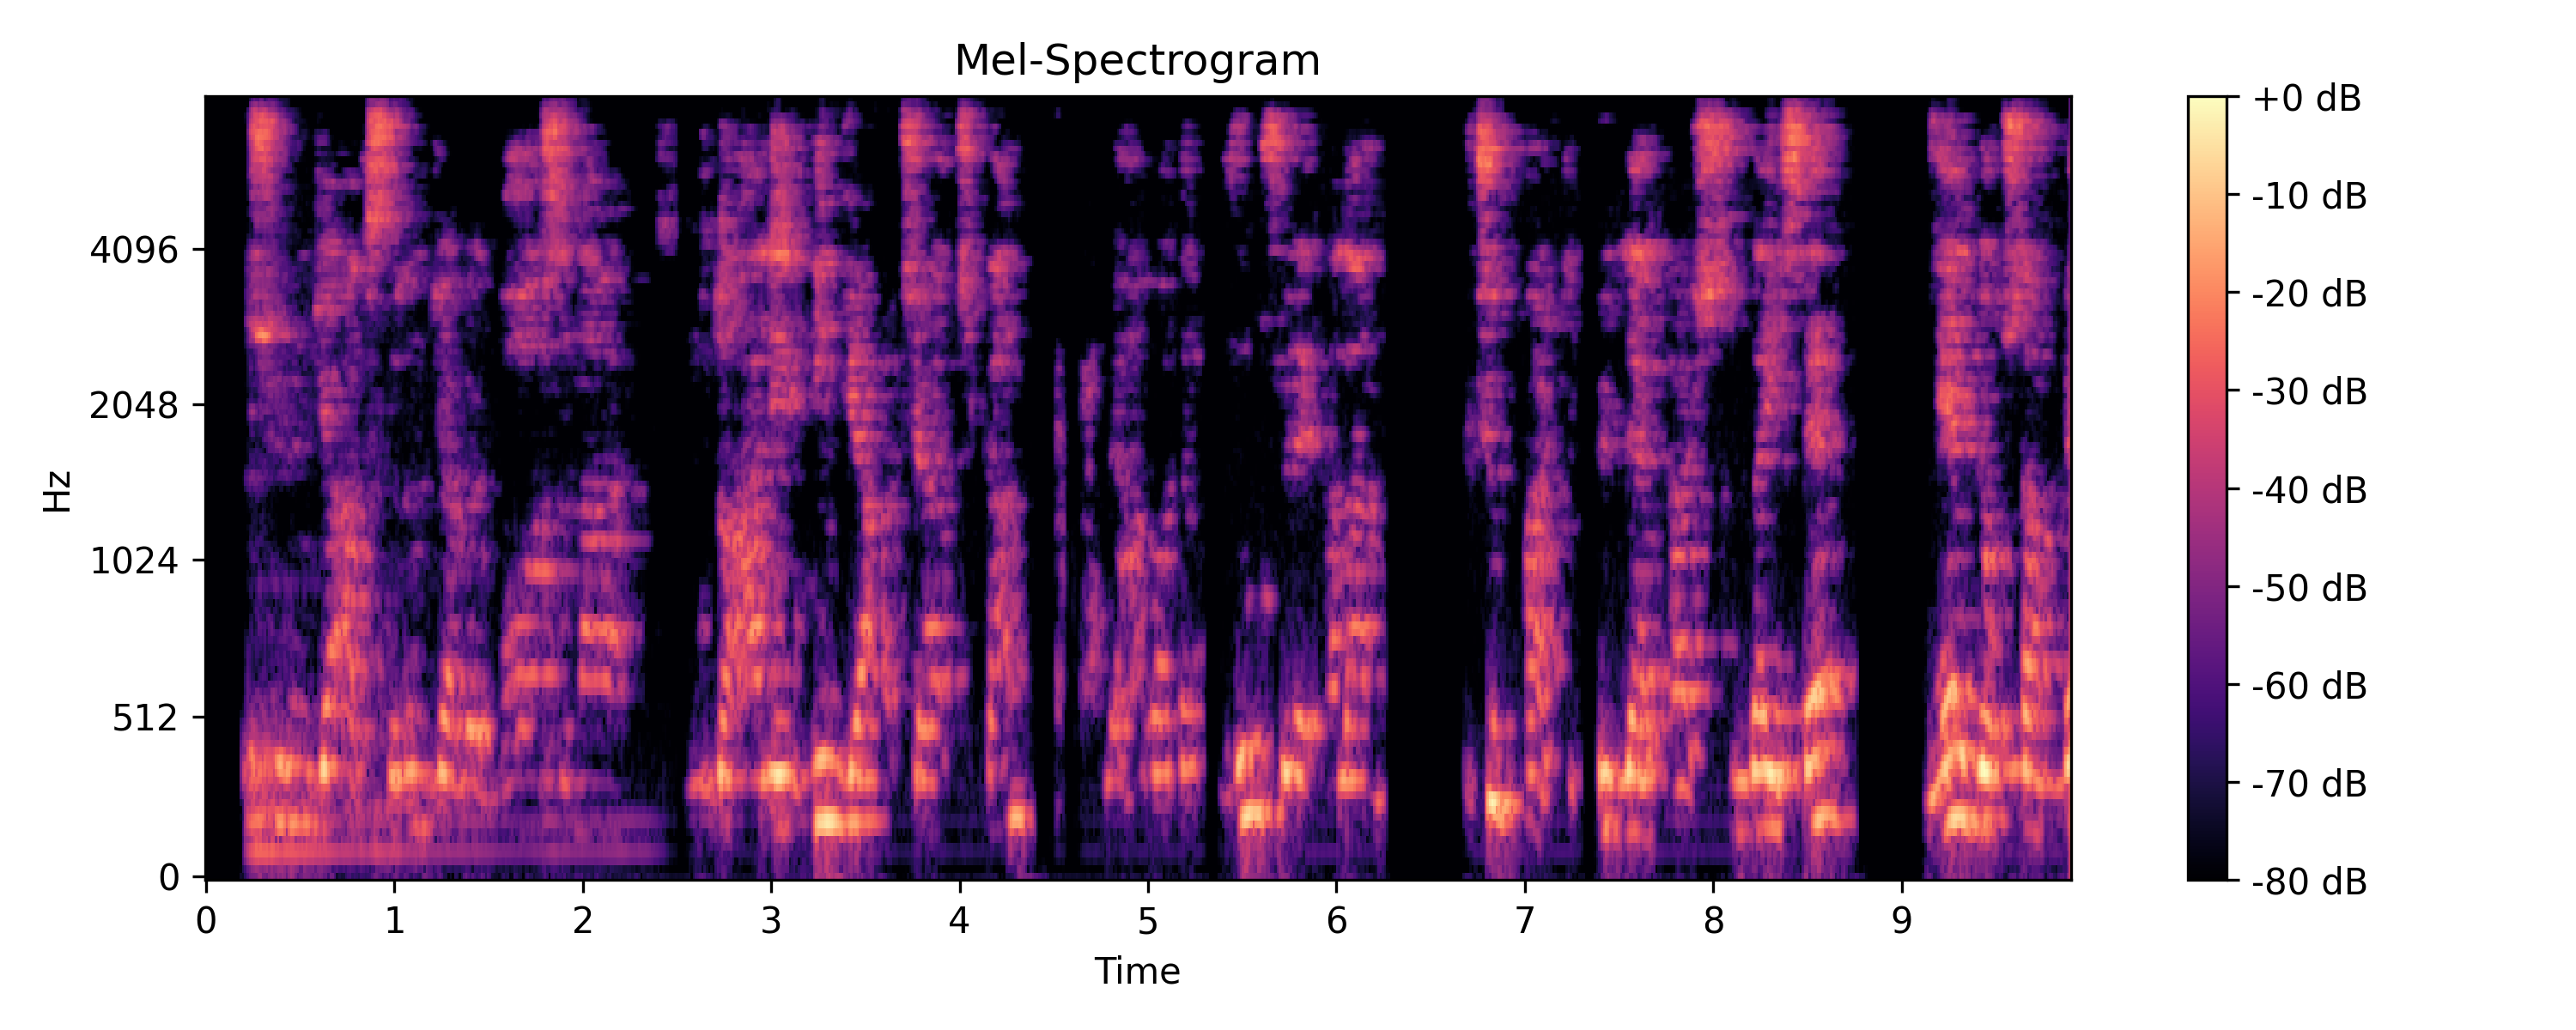 Mel-Spectrogram
+0 dB
-10 dB
-20 dB
-30 dB
-40 dB
-50 dB
-60 dB
-70 dB
-80 dB
4096
2048
1024
512
0
Hz
0 1 2 3 4 5 6 7 8 9
Time